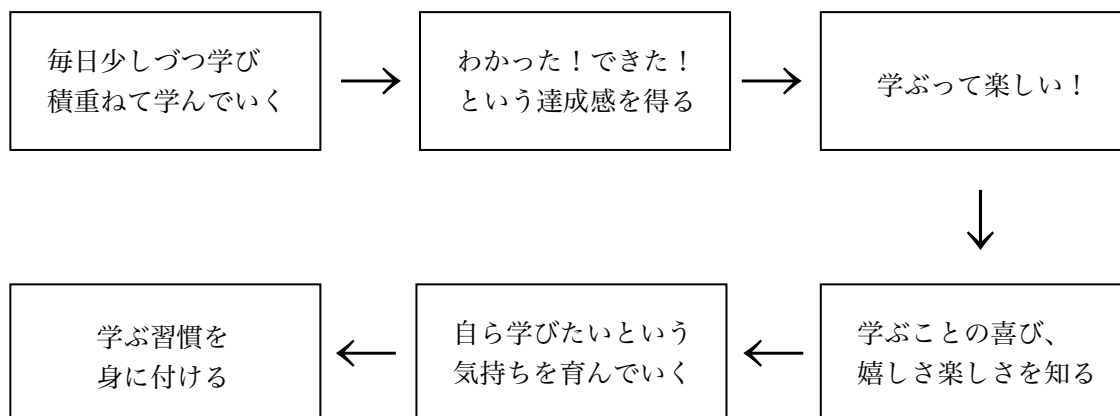 毎日少しづつ学び
積重ねて学んでいく
わかった！できた！
という達成感を得る
学ぶって楽しい！
学ぶことの喜び、
嬉しさ楽しさを知る
自ら学びたいという
気持ちを育んでいく
学ぶ習慣を
身に付ける